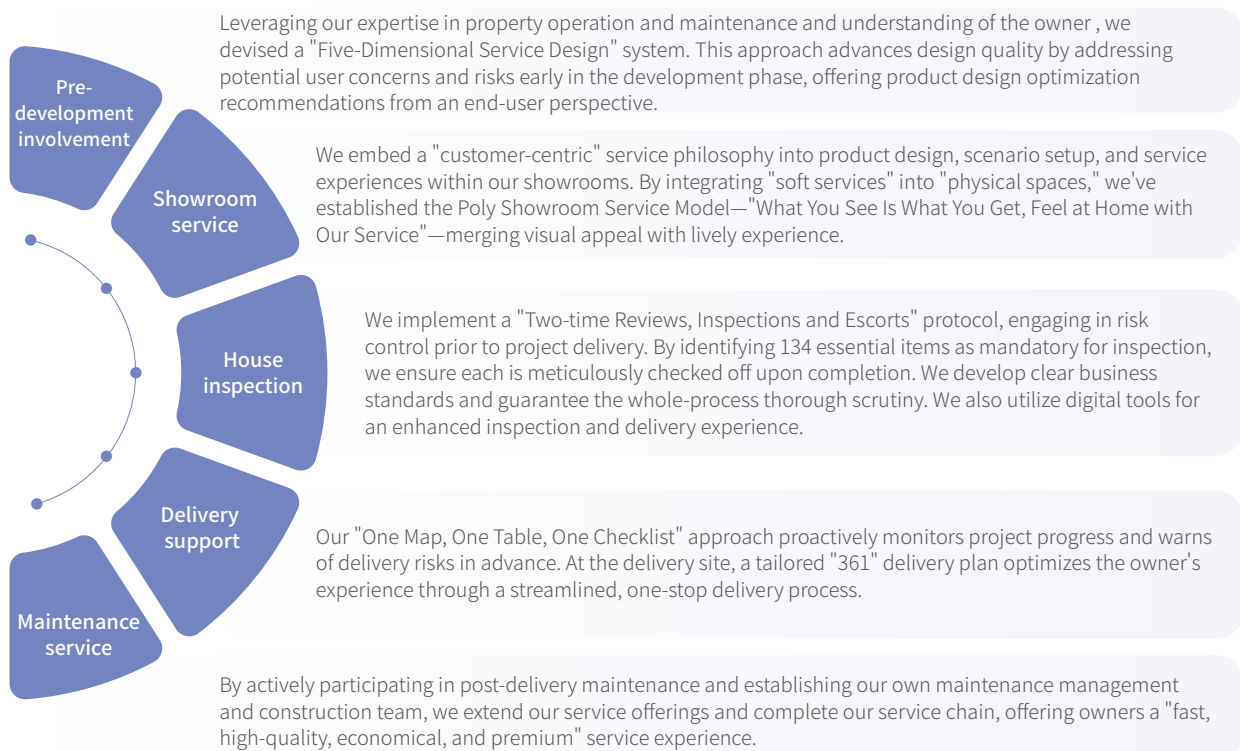 Pre-
development
involvement
Leveraging our expertise in property operation and maintenance and understanding of the owner , we
devised a "Five-Dimensional Service Design" system. This approach advances design quality by addressing
potential user concerns and risks early in the development phase, offering product design optimization
recommendations from an end-user perspective.
Showroom
service
We embed a "customer-centric" service philosophy into product design, scenario setup, and service
experiences within our showrooms. By integrating "soft services" into "physical spaces," we've
established the Poly Showroom Service Model—"What You See Is What You Get, Feel at Home with
Our Service"—merging visual appeal with lively experience.
House
inspection
We implement a "Two-time Reviews, Inspections and Escorts" protocol, engaging in risk
control prior to project delivery. By identifying 134 essential items as mandatory for inspection,
we ensure each is meticulously checked off upon completion. We develop clear business
standards and guarantee the whole-process thorough scrutiny. We also utilize digital tools for
an enhanced inspection and delivery experience.
Delivery
support
Our "One Map, One Table, One Checklist" approach proactively monitors project progress and warns
of delivery risks in advance. At the delivery site, a tailored "361" delivery plan optimizes the owner's
experience through a streamlined, one-stop delivery process.
Maintenance
service
By actively participating in post-delivery maintenance and establishing our own maintenance management
and construction team, we extend our service offerings and complete our service chain, offering owners a "fast,
high-quality, economical, and premium" service experience.